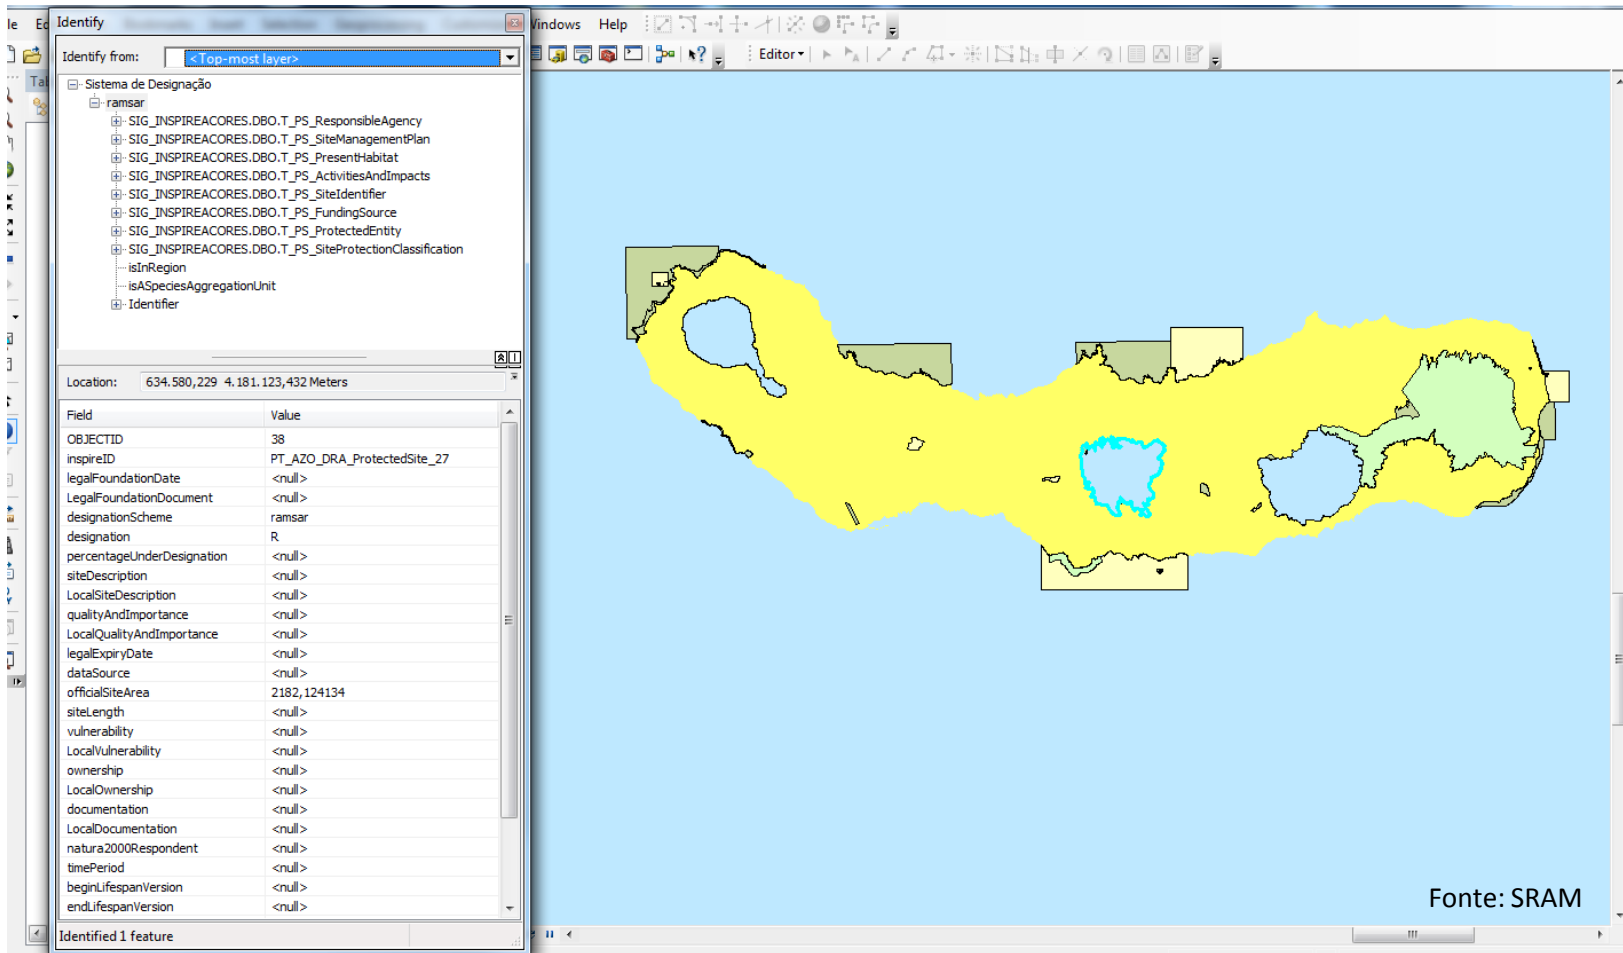 le Ed
Identify
Windows Help
Identify from: <Top-most layer>
Editor
Tal
Sistema de Designação
ramsar
SIG_INSPIREACORES.DBO.T_PS_ResponsibleAgency
SIG_INSPIREACORES.DBO.T_PS_SiteManagementPlan
SIG_INSPIREACORES.DBO.T_PS_PresentHabitat
SIG_INSPIREACORES.DBO.T_PS_ActivitiesAndImpacts
SIG_INSPIREACORES.DBO.T_PS_SiteIdentifier
SIG_INSPIREACORES.DBO.T_PS_FundingSource
SIG_INSPIREACORES.DBO.T_PS_ProtectedEntity
SIG_INSPIREACORES.DBO.T_PS_SiteProtectionClassification
isInRegion
isASpeciesAggregationUnit
Identifier
Location: 634.580,229 4.181.123,432 Meters
Field Value
OBJECTID 38
inspireID PT_AZO_DRA_ProtectedSite_27
legalFoundationDate <null>
LegalFoundationDocument <null>
designationScheme ramsar
designation R
percentageUnderDesignation <null>
siteDescription <null>
LocalSiteDescription <null>
qualityAndImportance <null>
LocalQualityAndImportance <null>
legalExpiryDate <null>
dataSource <null>
officialSiteArea 2182,124134
siteLength <null>
vulnerability <null>
LocalVulnerability <null>
ownership <null>
LocalOwnership <null>
documentation <null>
LocalDocumentation <null>
natura2000Respondent <null>
timePeriod <null>
beginLifespanVersion <null>
endLifespanVersion <null>
Identified 1 feature
Fonte: SRAM